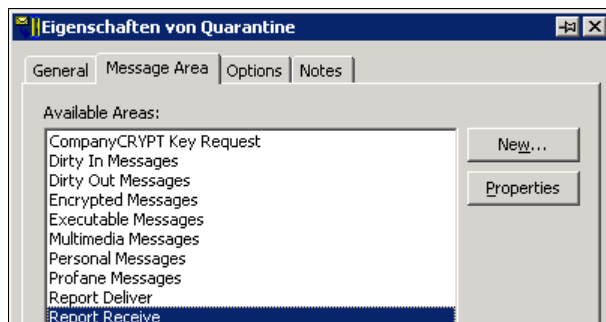 Eigenschaften von Quarantine
General Message Area Options Notes
Available Areas:
CompanyCRYPT Key Request
New...
Dirty In Messages
Dirty Out Messages
Properties
Encrypted Messages
Executable Messages
Multimedia Messages
Personal Messages
Profane Messages
Report Deliver
Report Receive